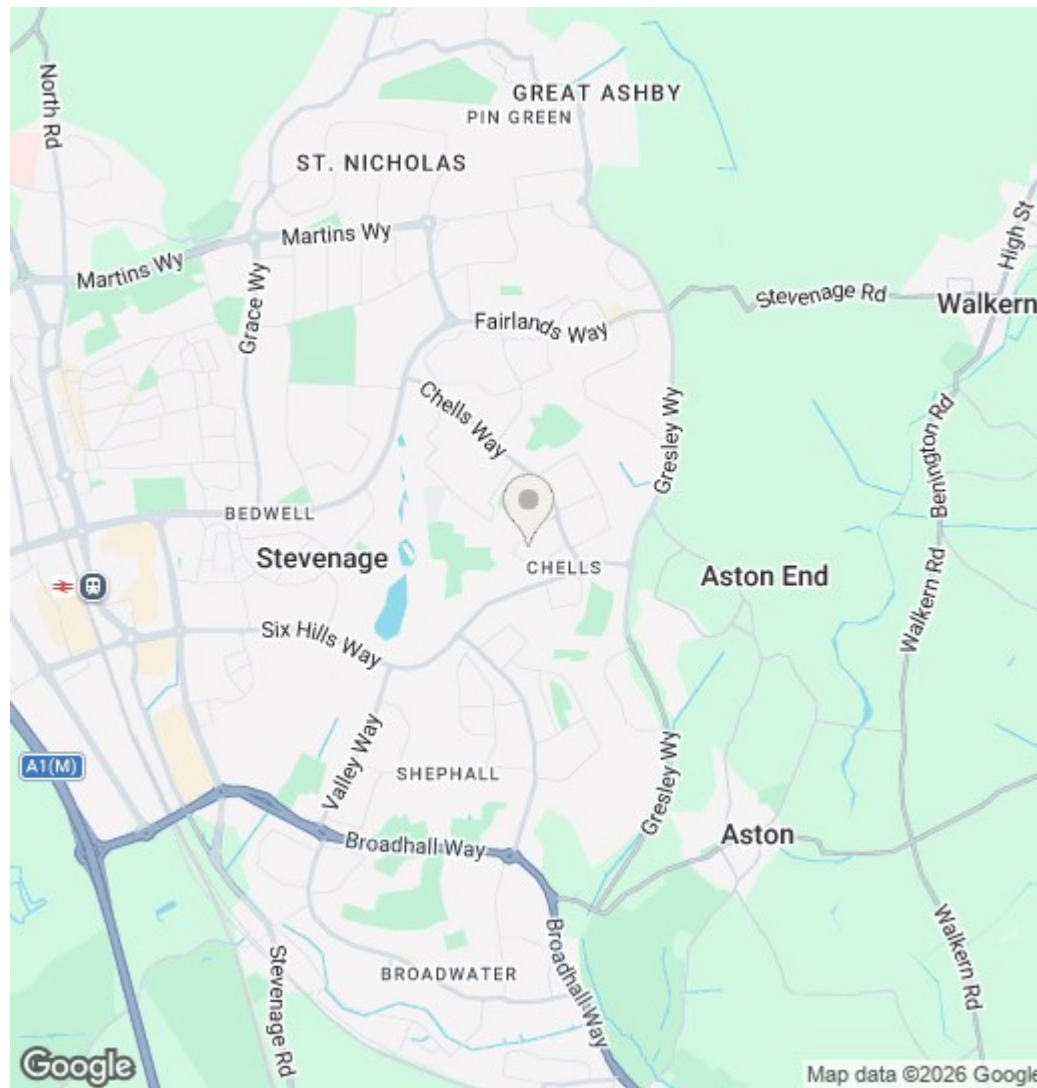 North Rd
GREAT ASHBY
PIN GREEN
ST. NICHOLAS
High St
Martins Wy
Martins Wy
Grace Wy
Stevenage Rd
Walkern
Fairlands Way
Chells Way
Gresley Wy
Benington Rd
BEDWELL
Stevenage
CHELLS
Aston End
Walkern Rd
Six Hills Way
A1(M)
Valley Way
SHEPHALL
Gresley Wy
Aston
Broadhall Way
Stevenage Rd
BROADWATER
Broadhall Way
Walkern Rd
Google
Map data ©2026 Google